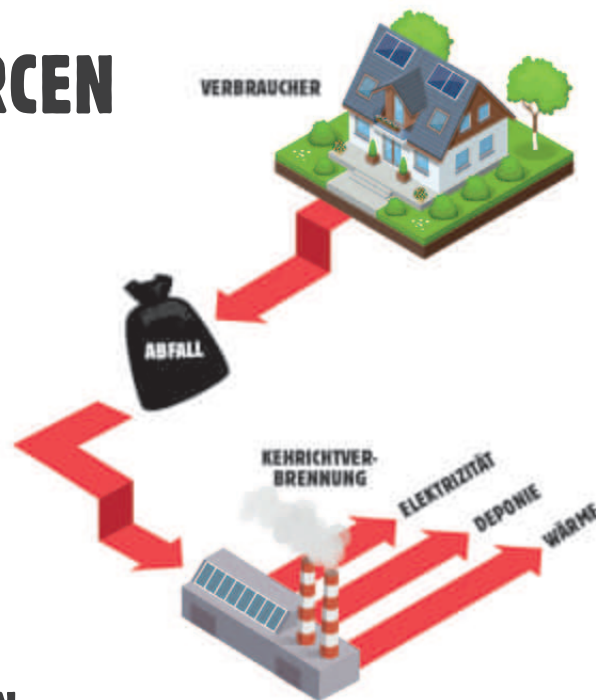 RCEN
VERBRAUCHER
ABFALL
KEHRICHTVER-
BRENNUNG
ELEKTRIZITÄT
DEPONIE
WÄRME